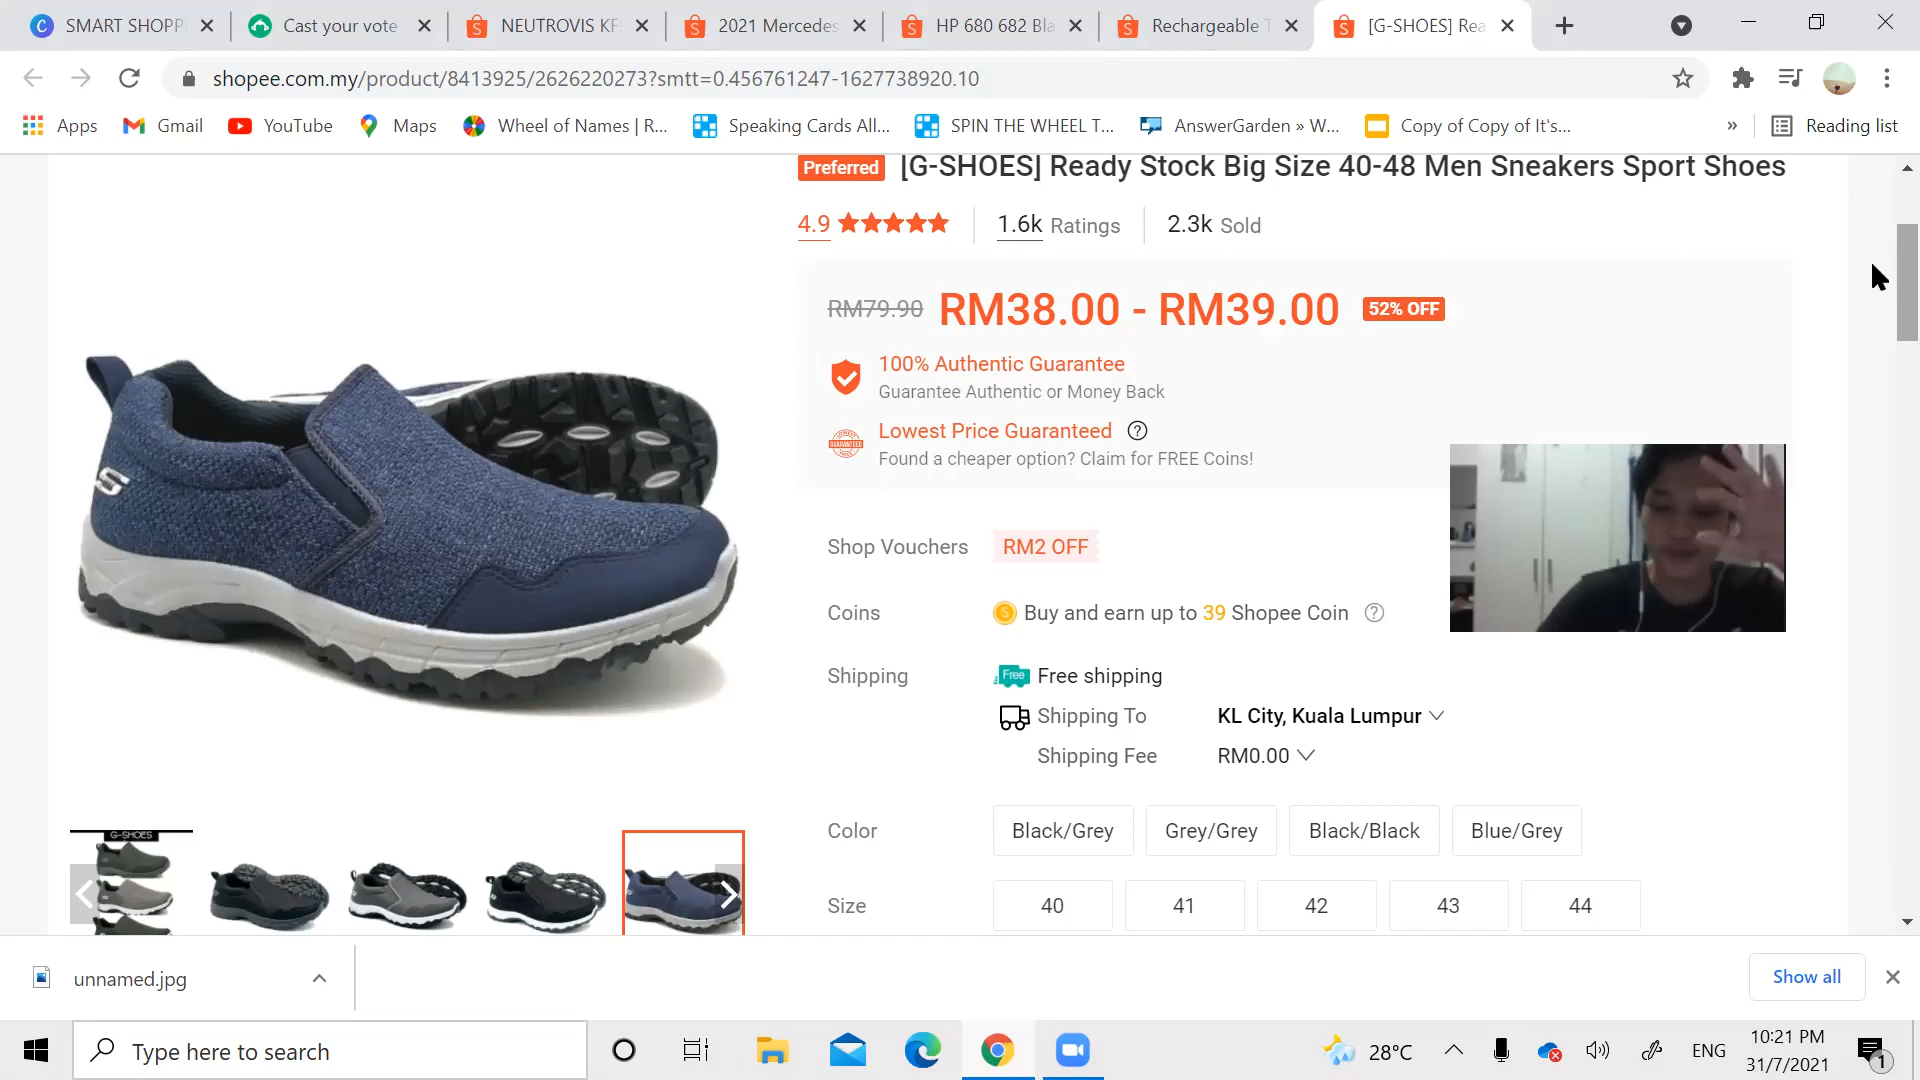 SMART SHOPP
Cast your vote
NEUTROVIS KF
2021 Mercedes
HP 680 682 Bla
Rechargeable T
[G-SHOES] Rea
shopee.com.my/product/8413925/2626220273?smtt=0.456761247-1627738920.10
Apps
Gmail
YouTube
Maps
Wheel of Names | R...
Speaking Cards All...
SPIN THE WHEEL T...
AnswerGarden » W...
Copy of Copy of It's...
»
Reading list
Preferred [G-SHOES] Ready Stock Big Size 40-48 Men Sneakers Sport Shoes
4.9 1.6k Ratings 2.3k Sold
RM79.90 RM38.00 - RM39.00 52% OFF
100% Authentic Guarantee
Guarantee Authentic or Money Back
Lowest Price Guaranteed
GUARANTEED
Found a cheaper option? Claim for FREE Coins!
Shop Vouchers RM2 OFF
Coins Buy and earn up to 39 Shopee Coin
Shipping Free Free shipping
Shipping To KL City, Kuala Lumpur
Shipping Fee RM0.00
Color Black/Grey Grey/Grey Black/Black Blue/Grey
Size 40 41 42 43 44
G-SHOES
unnamed.jpg
Show all
Type here to search
28°C
ENG
10:21 PM
31/7/2021
1